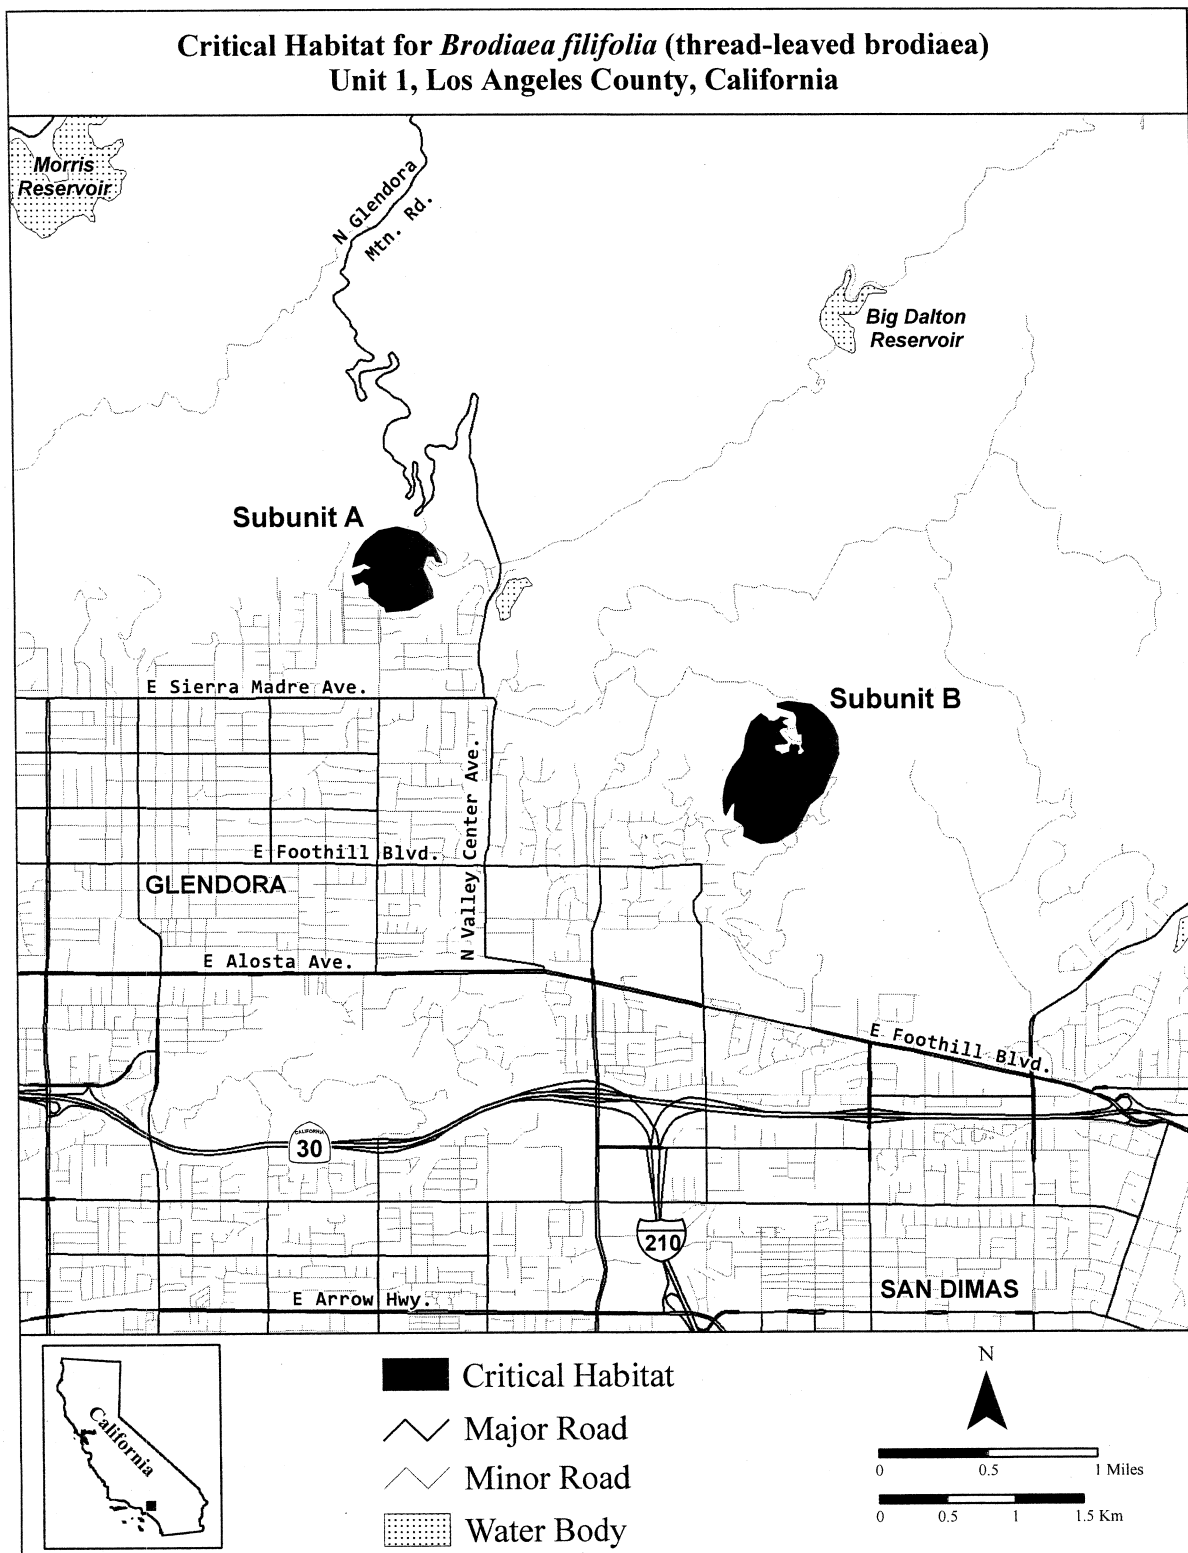 Critical Habitat for Brodiaea filifolia (thread-leaved brodiaea)
Unit 1, Los Angeles County, California
Morris
Reservoir
N Glendora
Mtn. Rd.
Big Dalton
Reservoir
Subunit A
E Sierra Madre Ave.
Subunit B
N Valley Center Ave.
E Foothill Blvd.
GLENDORA
E Alosta Ave.
E Foothill Blvd.
CALIFORNIA
30
210
SAN DIMAS
E Arrow Hwy.
California
Critical Habitat
Major Road
Minor Road
Water Body
N
0 0.5 1 Miles
0 0.5 1 1.5 Km